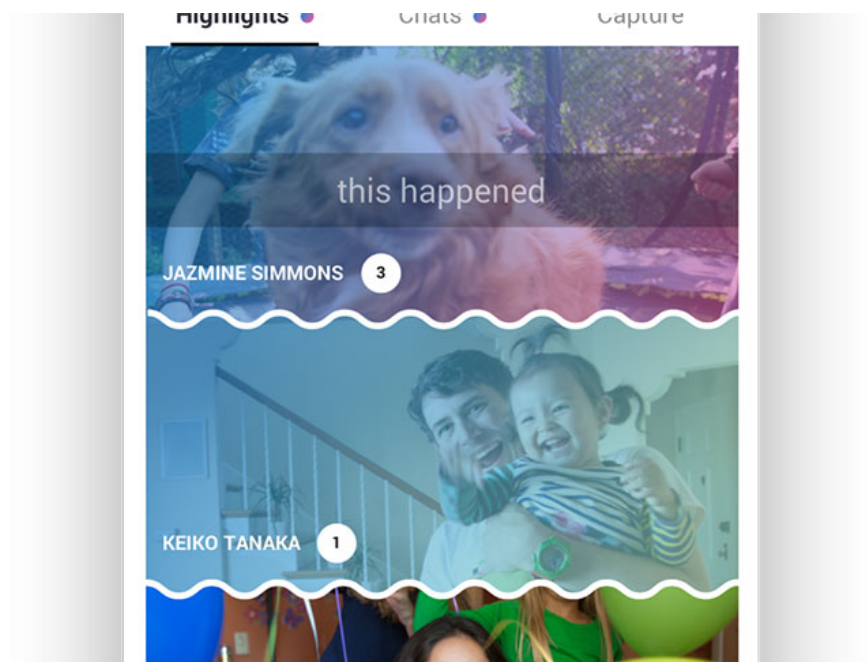 Highlights Chats Capture
this happened
JAZMINE SIMMONS 3
KEIKO TANAKA 1